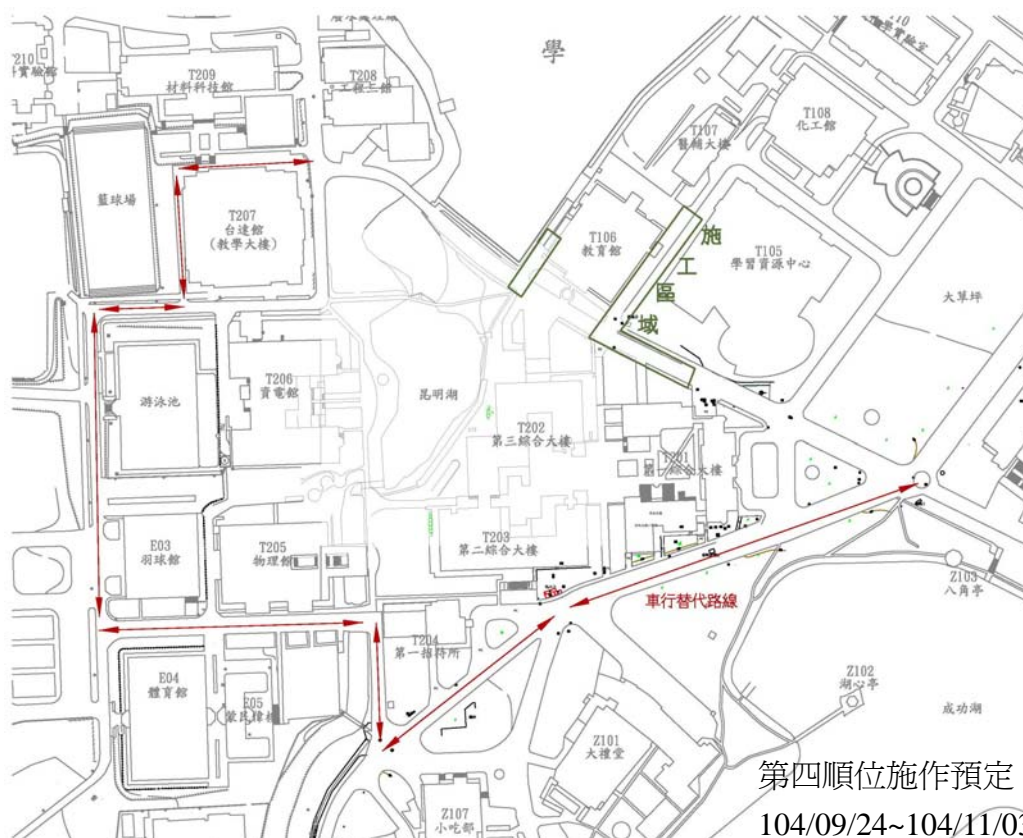 學
T209
材料科技館
T208
工程二館
T108
化工館
T107
醫輔大樓
籃球場
T207
台達館
(教學大樓)
T106
教育館
施
工
區
域
T105
學習資源中心
大草坪
游泳池
T206
資電館
昆明湖
T202
第三綜合大樓
T201
E03
羽球館
T205
物理館
T203
第二綜合大樓
車行替代路線
Z103
八角亭
T204
第一招待所
E04
體育館
E05
Z102
湖心亭
成功湖
Z101
大禮堂
Z107
小吃部
第四順位施作預定